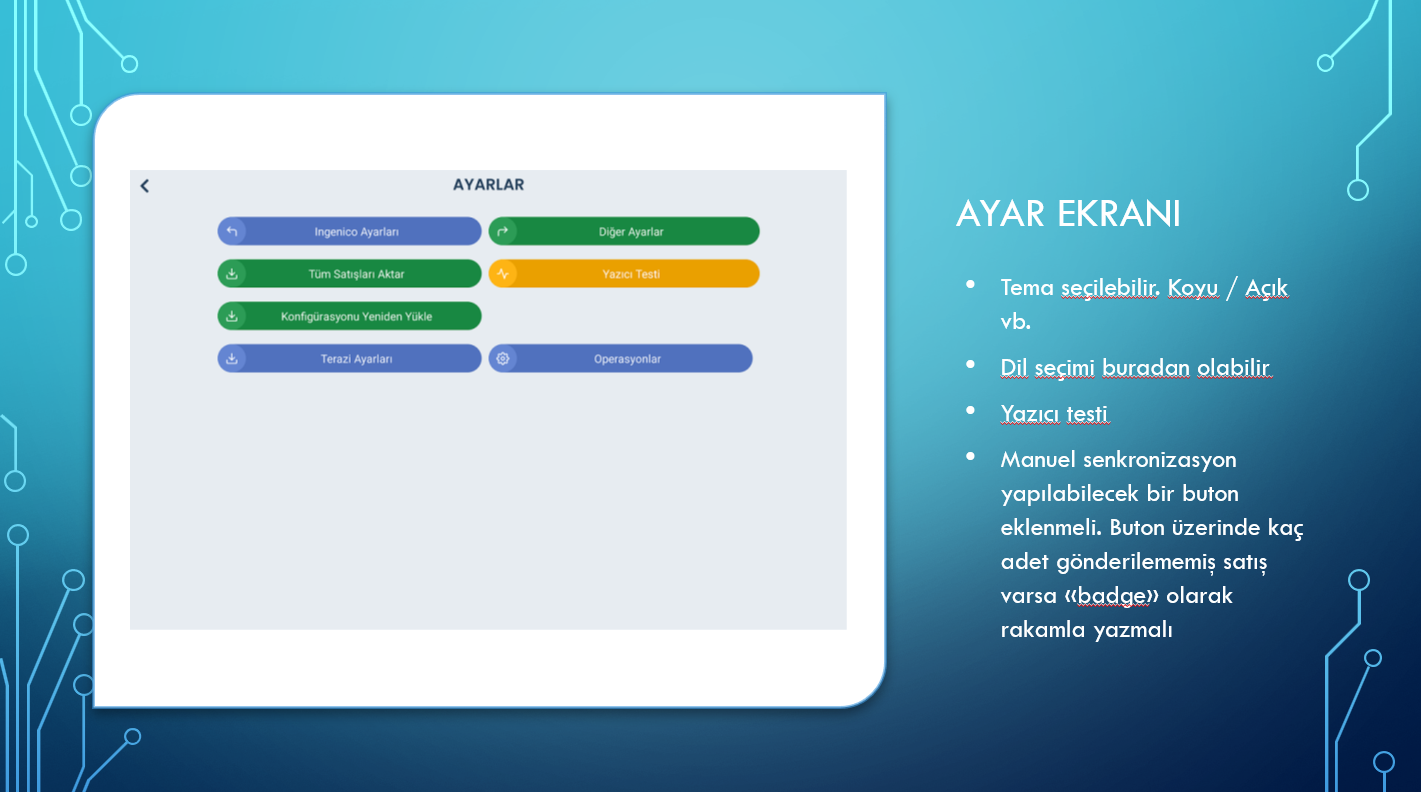 AYARLAR
Ingenico Ayarları
Diğer Ayarlar
Tüm Satışları Aktar
Yazıcı Testi
Konfigürasyonu Yeniden Yükle
Terazi Ayarları
Operasyonlar
AYAR EKRANI
• Tema seçilebilir. Koyu / Açık
vb.
• Dil seçimi buradan olabilir
• Yazıcı testi
• Manuel senkronizasyon
yapılabilecek bir buton
eklenmeli. Buton üzerinde kaç
adet gönderilememiş satış
varsa «badge» olarak
rakamla yazmalı